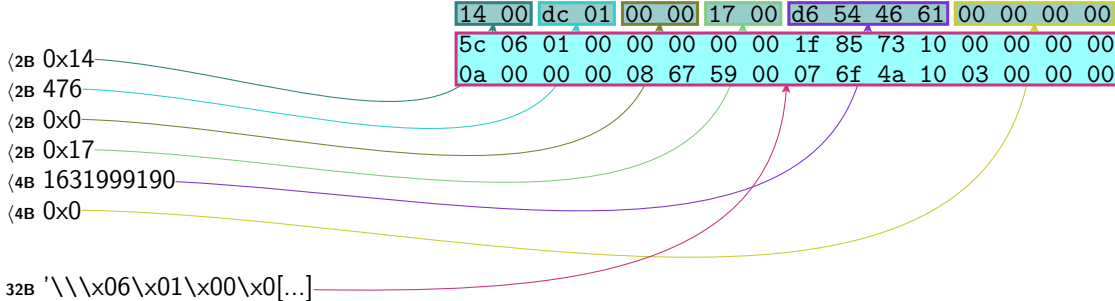 14 00 dc 01 00 00 17 00 d6 54 46 61 00 00 00 00
5c 06 01 00 00 00 00 00 1f 85 73 10 00 00 00 00
0a 00 00 00 08 67 59 00 07 6f 4a 10 03 00 00 00
⟨2B 0x14
⟨2B 476
⟨2B 0x0
⟨2B 0x17
⟨4B 1631999190
⟨4B 0x0
32B '\\\x06\x01\x00\x0[...]